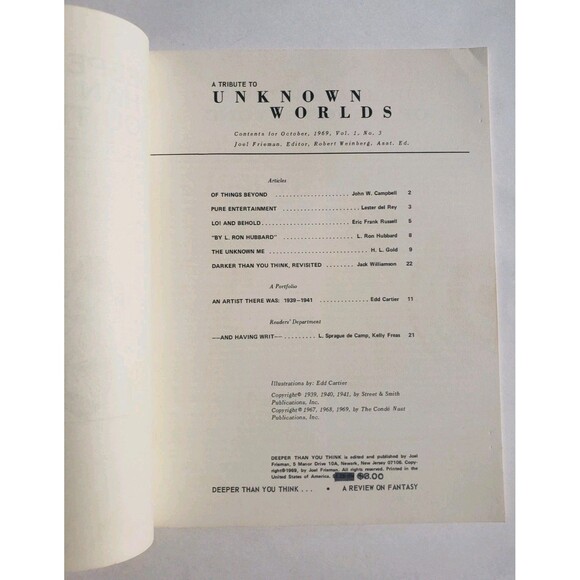 A TRIBUTE TO
UNKNOWN
WORLDS
Contents for October, 1969, Vol. 1, No. 3
Joel Frieman, Editor, Robert Weinberg, Asst. Ed.
Articles
OF THINGS BEYOND .............. John W. Campbell 2
PURE ENTERTAINMENT .............. Lester del Rey 3
LO! AND BEHOLD .............. Eric Frank Russell 5
"BY L. RON HUBBARD" .............. L. Ron Hubbard 8
THE UNKNOWN ME .............. H. L. Gold 9
DARKER THAN YOU THINK, REVISITED ........ Jack Williamson 22
A Portfolio
AN ARTIST THERE WAS: 1939-1941 .............. Edd Cartier 11
Readers' Department
—AND HAVING WRIT— ........ L. Sprague de Camp, Kelly Freas 21
Illustrations by: Edd Cartier
Copyright® 1939, 1940, 1941, by Street & Smith
Publications, Inc.
Copyright® 1967, 1968, 1969, by The Condé Nast
Publications, Inc.
DEEPER THAN YOU THINK is edited and published by Joel
Frieman, 9 Manor Drive 10A, Newark, New Jersey 07106. Copy-
right®1969, by Joel Frieman. All rights reserved. Printed in the
United States of America. $3.00
DEEPER THAN YOU THINK . . . • A REVIEW ON FANTASY